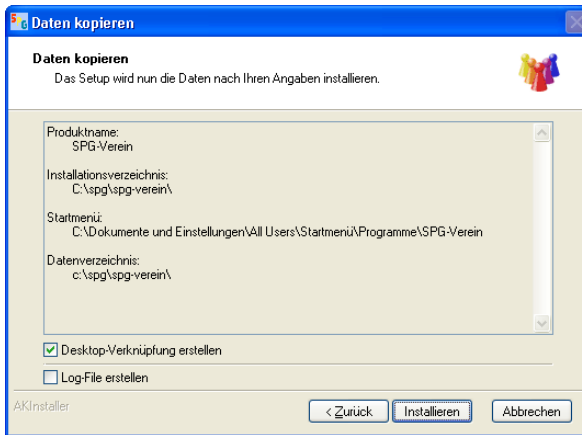 Daten kopieren
Daten kopieren
Das Setup wird nun die Daten nach Ihren Angaben installieren.
Produktname:
SPG-Verein
Installationsverzeichnis:
C:\spg\spg-verein\
Startmenü:
C:\Dokumente und Einstellungen\All Users\Startmenü\Programme\SPG-Verein
Datenverzeichnis:
c:\spg\spg-verein\
Desktop-Verknüpfung erstellen
Log-File erstellen
AKInstaller
< Zurück
Installieren
Abbrechen